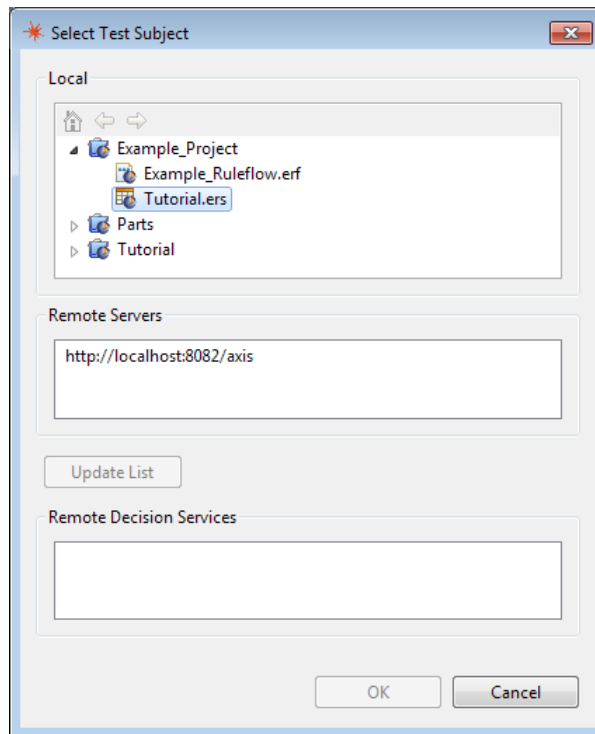 Select Test Subject
Local
Example_Project
Example_Ruleflow.erf
Tutorial.ers
Parts
Tutorial
Remote Servers
http://localhost:8082/axis
Update List
Remote Decision Services
OK Cancel